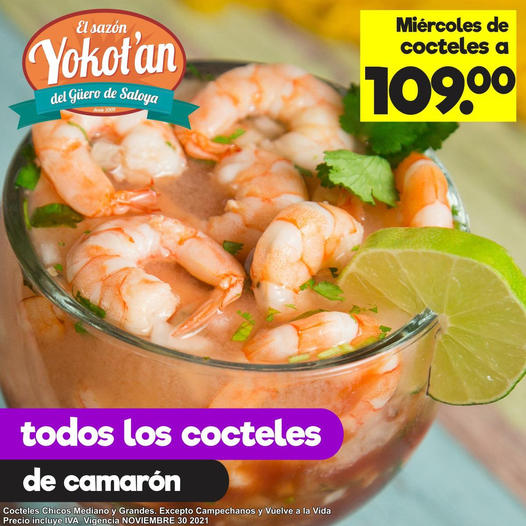 El sazón
Yokot'an
del Güero de Saloya
desde 2009
Miércoles de
cocteles a
109.00
todos los cocteles
de camarón
Cocteles Chicos Mediano y Grandes. Excepto Campechanos y Vuelve a la Vida
Precio incluye IVA. Vigencia NOVIEMBRE 30 2021